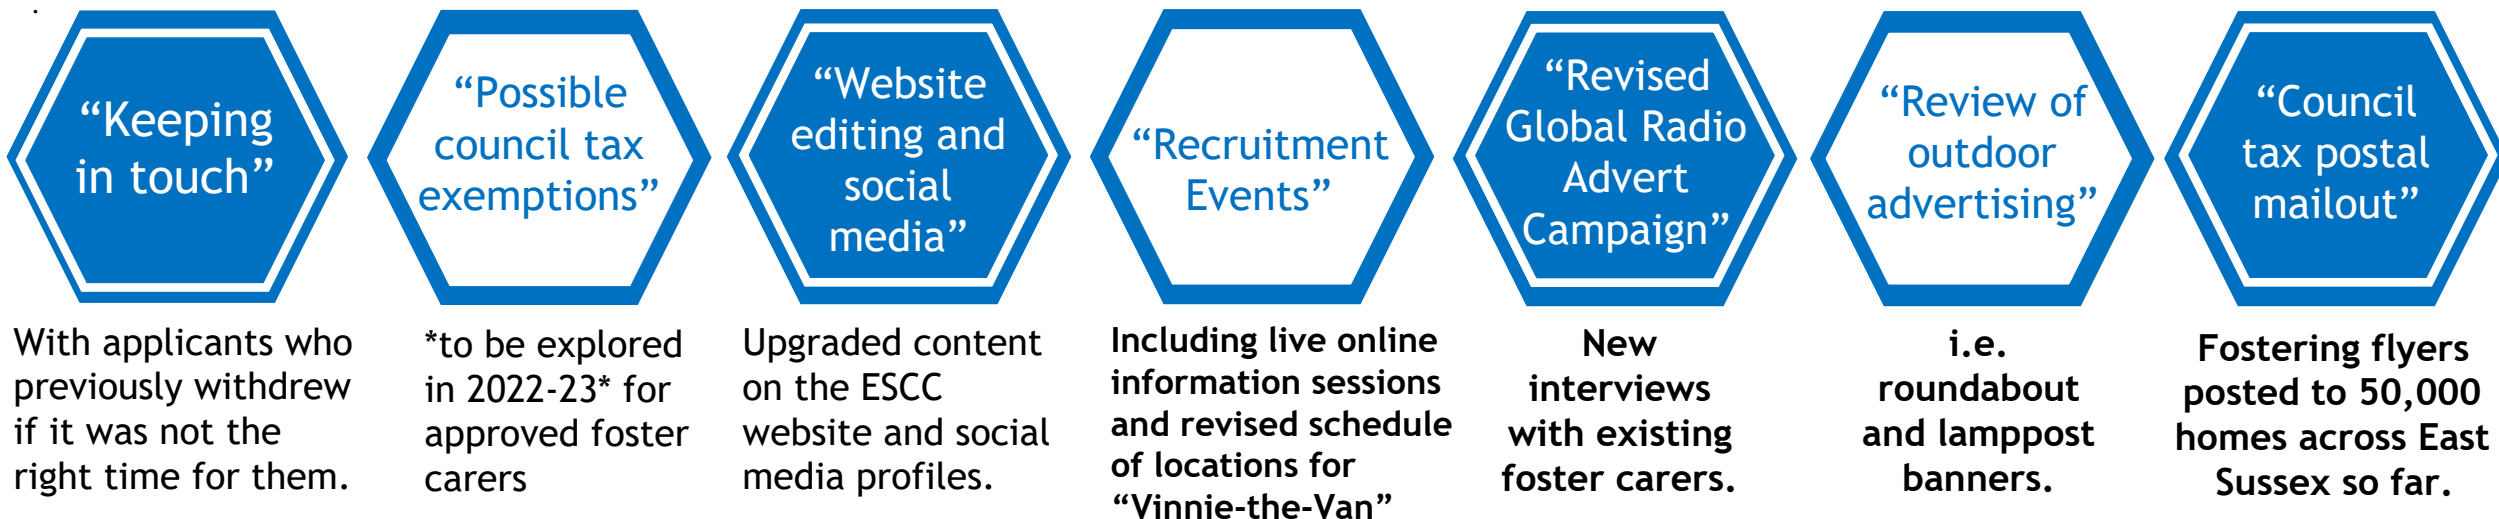 “Keeping
in touch”
With applicants who
previously withdrew
if it was not the
right time for them.
“Possible
council tax
exemptions”
*to be explored
in 2022-23* for
approved foster
carers
“Website
editing and
social
media”
Upgraded content
on the ESCC
website and social
media profiles.
“Recruitment
Events”
Including live online
information sessions
and revised schedule
of locations for
“Vinnie-the-Van”
“Revised
Global Radio
Advert
Campaign”
New
interviews
with existing
foster carers.
“Review of
outdoor
advertising”
i.e.
roundabout
and lamppost
banners.
“Council
tax postal
mailout”
Fostering flyers
posted to 50,000
homes across East
Sussex so far.